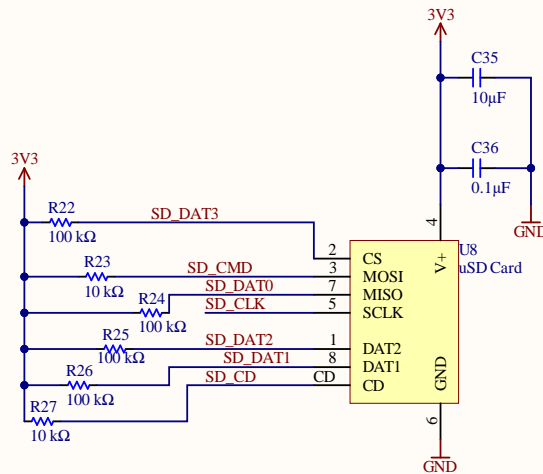 3V3
C35
10µF
C36
0.1µF
GND
3V3
R22
100 kΩ
SD_DAT3
R23
10 kΩ
SD_CMD
R24
100 kΩ
SD_DAT0
SD_CLK
R25
100 kΩ
SD_DAT2
R26
100 kΩ
SD_DAT1
R27
10 kΩ
SD_CD
4
U8
uSD Card
V+
2 CS
3 MOSI
7 MISO
5 SCLK
1 DAT2
8 DAT1
CD CD
GND
6
GND